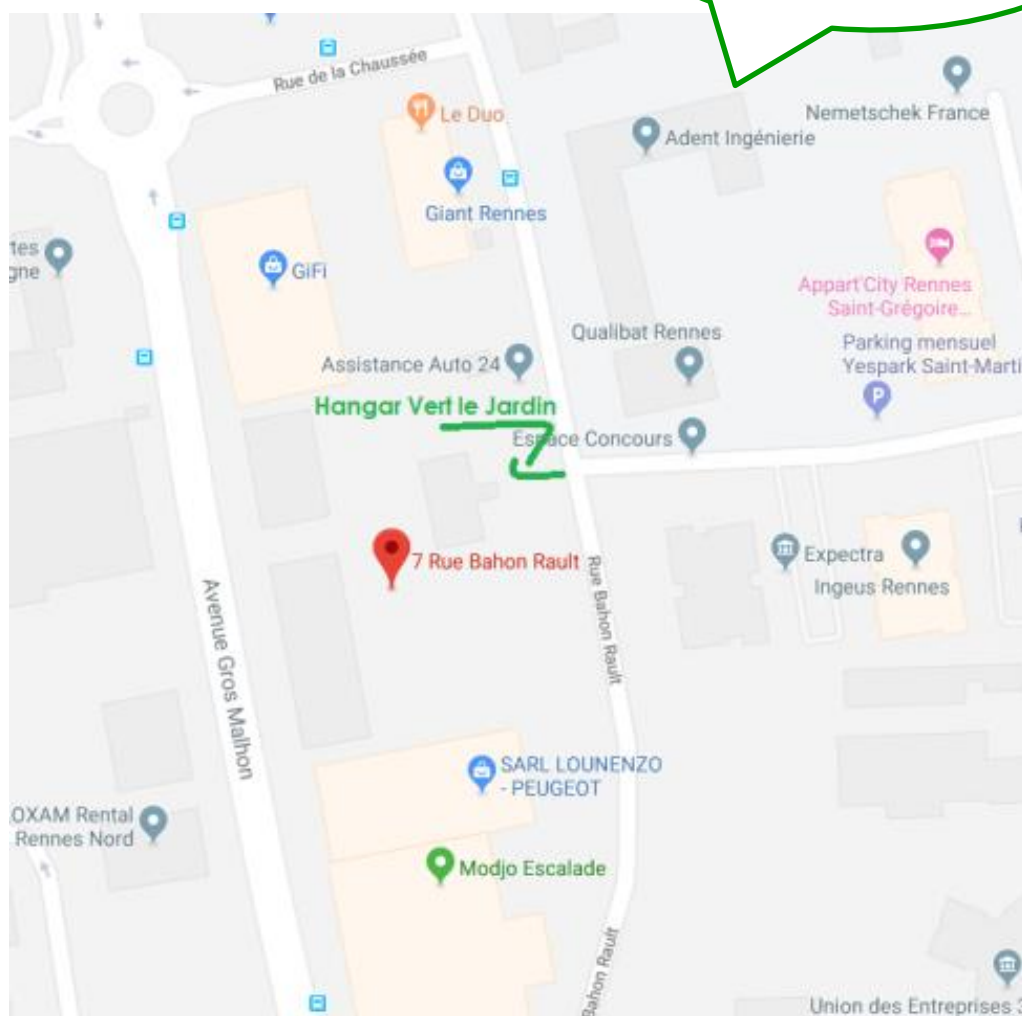 Rue de la Chaussée
Le Duo
Nemetschek France
Adent Ingénierie
Giant Rennes
tes
gne
GiFi
Appart'City Rennes
Saint-Grégoire...
Qualibat Rennes
Parking mensuel
Yespark Saint-Marti
Assistance Auto 24
P
Hangar Vert le Jardin
Espace Concours
7 Rue Bahon Rault
Expectra
Ingeus Rennes
Rue Bahon Rault
Avenue Gros Malhon
SARL LOUNENZO
- PEUGEOT
OXAM Rental
Rennes Nord
Modjo Escalade
Bahon Rault
Union des Entreprises 3